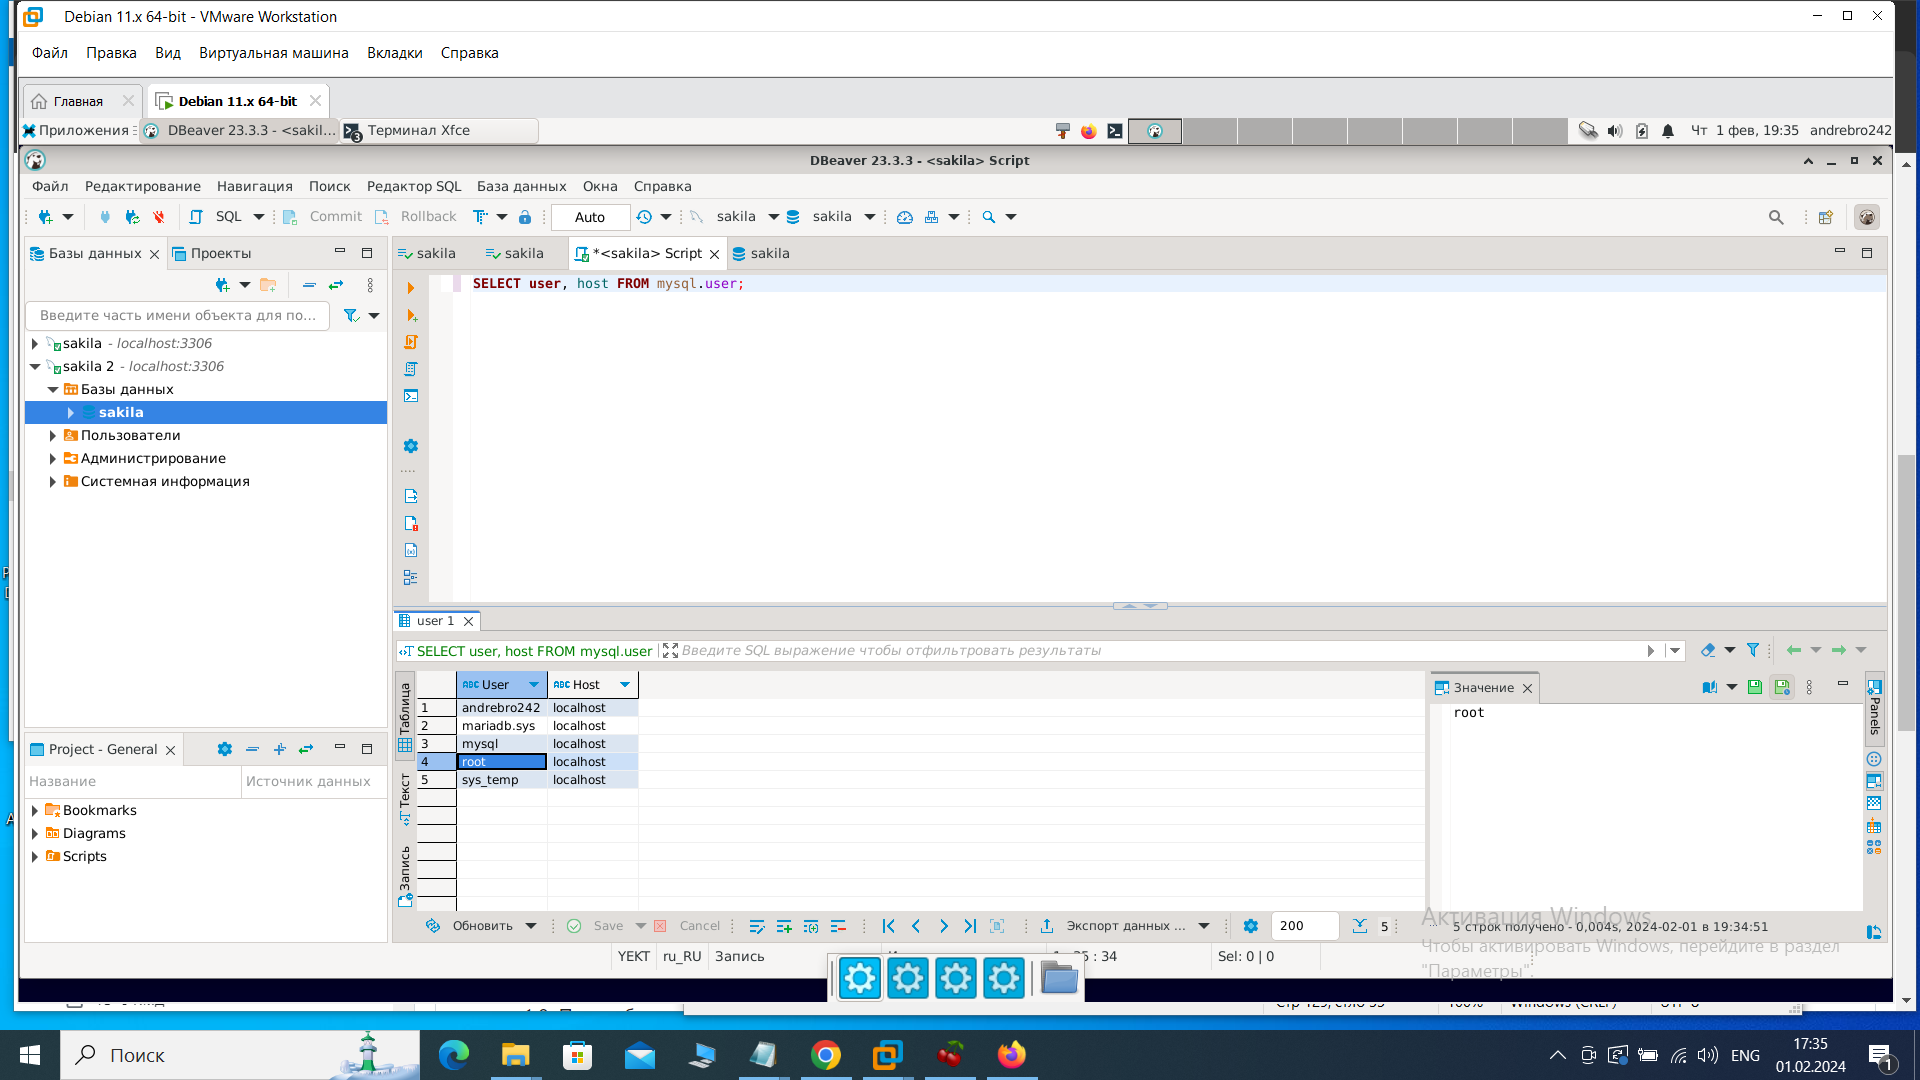 Debian 11.x 64-bit - VMware Workstation
Файл Правка Вид Виртуальная машина Вкладки Справка
Главная Debian 11.x 64-bit
Приложения DBeaver 23.3.3 - <sakil... 3 Терминал Xfce Чт 1 фев, 19:35 andrebro242
DBeaver 23.3.3 - <sakila> Script
Файл Редактирование Навигация Поиск Редактор SQL База данных Окна Справка
SQL Commit Rollback Auto sakila sakila
Базы данных Проекты
sakila sakila *<sakila> Script sakila
SELECT user, host FROM mysql.user;
Введите часть имени объекта для по...
sakila - localhost:3306
sakila 2 - localhost:3306
Базы данных
sakila
Пользователи
Администрирование
Системная информация
Project - General
Название Источник данных
Bookmarks
Diagrams
Scripts
user 1
SELECT user, host FROM mysql.user Введите SQL выражение чтобы отфильтровать результаты
Таблица
Текст
Запись
ABC User ABC Host
1 andrebro242 localhost
2 mariadb.sys localhost
3 mysql localhost
4 root localhost
5 sys_temp localhost
Значение
root
Panels
Обновить Save Cancel Экспорт данных ... 200 5
5 строк получено - 0,004s, 2024-02-01 в 19:34:51
Активация Windows
Чтобы активировать Windows, перейдите в раздел
"Параметры".
YEKT ru_RU Запись : 34 Sel: 0 | 0
Поиск
ENG
17:35
01.02.2024
1